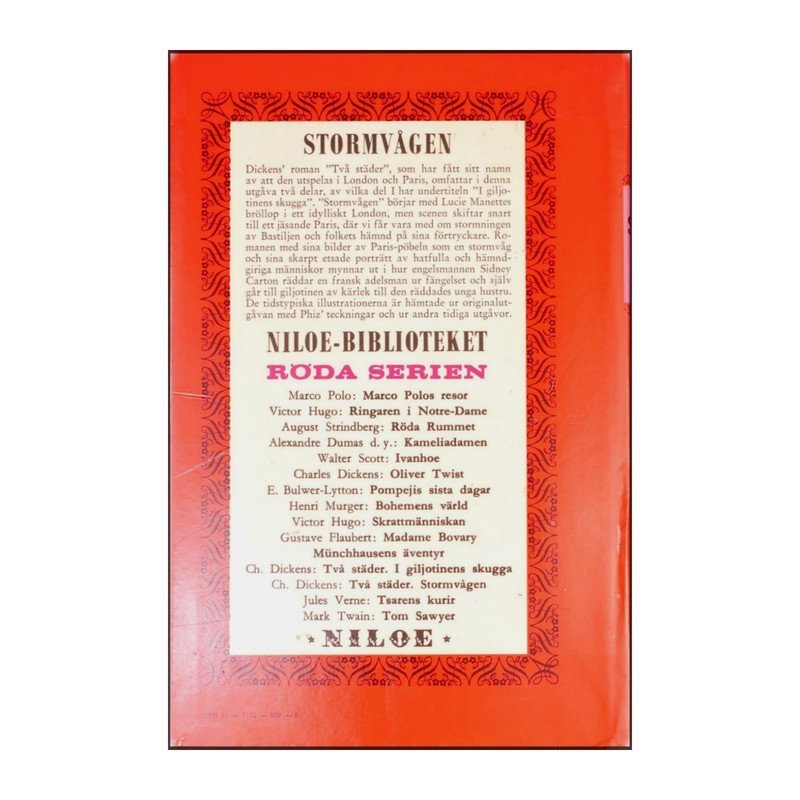 STORMVÅGEN
Dickens' roman "Två städer", som har fått sitt namn
av att den utspelas i London och Paris, omfattar i denna
utgåva två delar, av vilka del I har undertiteln "I giljo-
tinens skugga". "Stormvågen" börjar med Lucie Manettes
bröllop i ett idylliskt London, men scenen skiftar snart
till ett jäsande Paris, där vi får vara med om stormningen
av Bastiljen och folkets hämnd på sina förtryckare. Ro-
manen med sina bilder av Paris-pöbeln som en stormvåg
och sina skarpt etsade porträtt av hatfulla och hämnd-
giriga människor mynnar ut i hur engelsmannen Sidney
Carton räddar en fransk adelsman ur fängelset och själv
går till giljotinen av kärlek till den räddades unga hustru.
De tidstypiska illustrationerna är hämtade ur originalut-
gåvan med Phiz' teckningar och ur andra tidiga utgåvor.
NILOE-BIBLIOTEKET
RÖDA SERIEN
Marco Polo: Marco Polos resor
Victor Hugo: Ringaren i Notre-Dame
August Strindberg: Röda Rummet
Alexandre Dumas d. y.: Kameliadamen
Walter Scott: Ivanhoe
Charles Dickens: Oliver Twist
E. Bulwer-Lytton: Pompejis sista dagar
Henri Murger: Bohemens värld
Victor Hugo: Skrattmänniskan
Gustave Flaubert: Madame Bovary
Münchhausens äventyr
Ch. Dickens: Två städer. I giljotinens skugga
Ch. Dickens: Två städer. Stormvågen
Jules Verne: Tsarens kurir
Mark Twain: Tom Sawyer
* NILOE *